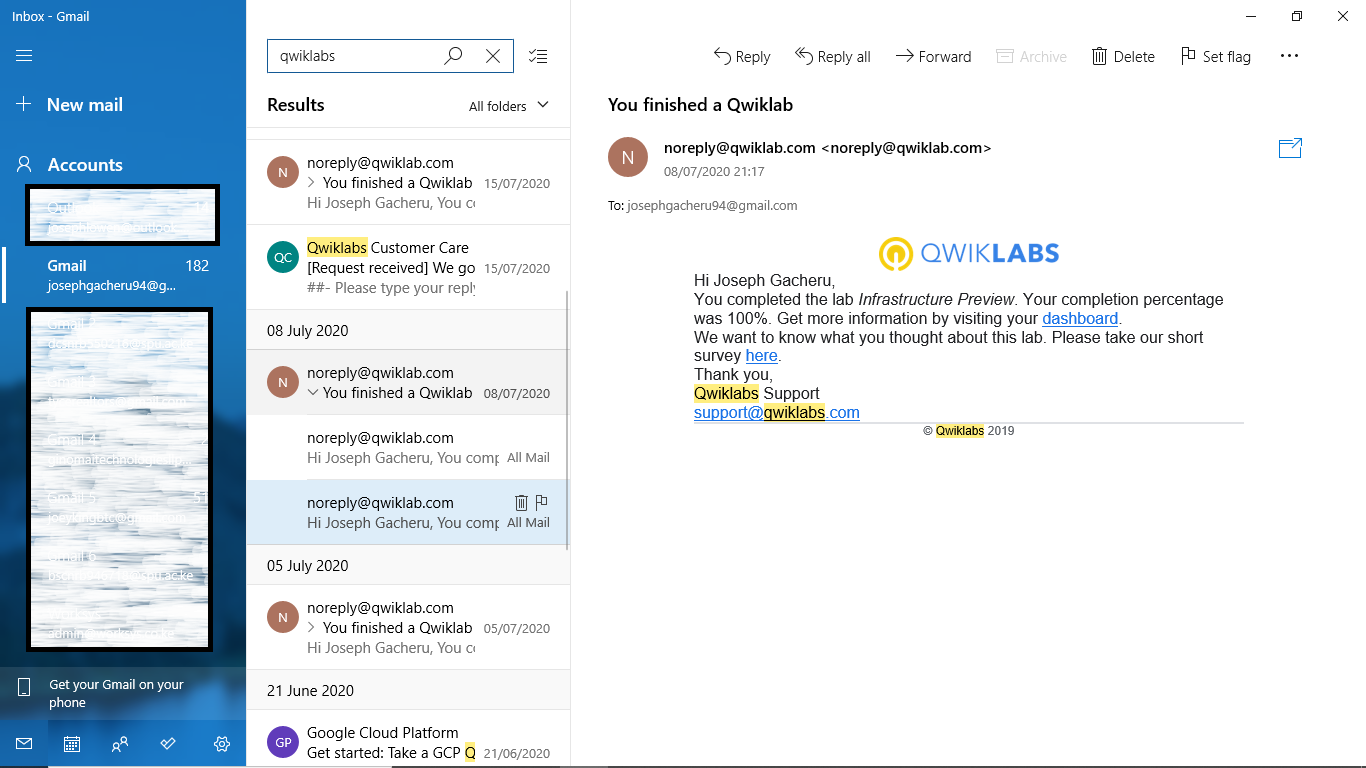 Inbox - Gmail
New mail
Accounts
Gmail 182
josephgacheru94@g...
Gmail 4
Gmail 5 51
Gmail 6
Get your Gmail on your
phone
qwiklabs
Results All folders
noreply@qwiklab.com
You finished a Qwiklab 15/07/2020
Hi Joseph Gacheru, You co
QC
Qwiklabs Customer Care
[Request received] We go 15/07/2020
##- Please type your reply
08 July 2020
N
noreply@qwiklab.com
You finished a Qwiklab 08/07/2020
noreply@qwiklab.com
Hi Joseph Gacheru, You comp All Mail
noreply@qwiklab.com
Hi Joseph Gacheru, You comp All Mail
05 July 2020
N
noreply@qwiklab.com
You finished a Qwiklab 05/07/2020
Hi Joseph Gacheru, You co
21 June 2020
GP
Google Cloud Platform
Get started: Take a GCP Q 21/06/2020
Reply Reply all Forward Archive Delete Set flag
You finished a Qwiklab
N
noreply@qwiklab.com <noreply@qwiklab.com>
08/07/2020 21:17
To: josephgacheru94@gmail.com
QWIKLABS
Hi Joseph Gacheru,
You completed the lab Infrastructure Preview. Your completion percentage
was 100%. Get more information by visiting your dashboard.
We want to know what you thought about this lab. Please take our short
survey here.
Thank you,
Qwiklabs Support
support@qwiklabs.com
© Qwiklabs 2019